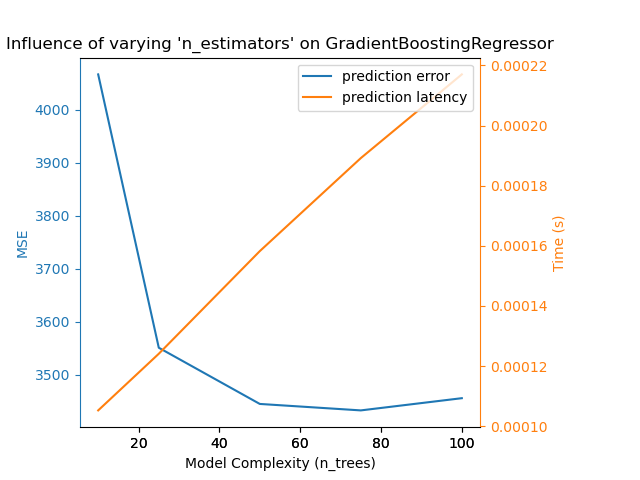 Influence of varying 'n_estimators' on GradientBoostingRegressor
prediction error
prediction latency
MSE
4000
3900
3800
3700
3600
3500
0.00022
0.00020
0.00018
0.00016
0.00014
0.00012
0.00010
Time (s)
20 40 60 80 100
Model Complexity (n_trees)